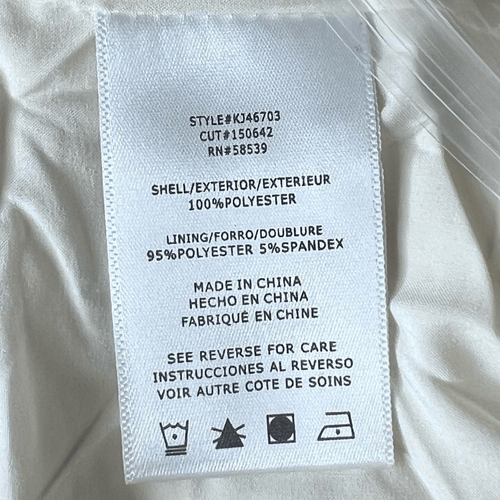 STYLE#KJ46703
CUT#150642
RN#58539
SHELL/EXTERIOR/EXTERIEUR
100%POLYESTER
LINING/FORRO/DOUBLURE
95%POLYESTER 5%SPANDEX
MADE IN CHINA
HECHO EN CHINA
FABRIQUÉ EN CHINE
SEE REVERSE FOR CARE
INSTRUCCIONES AL REVERSO
VOIR AUTRE COTE DE SOINS